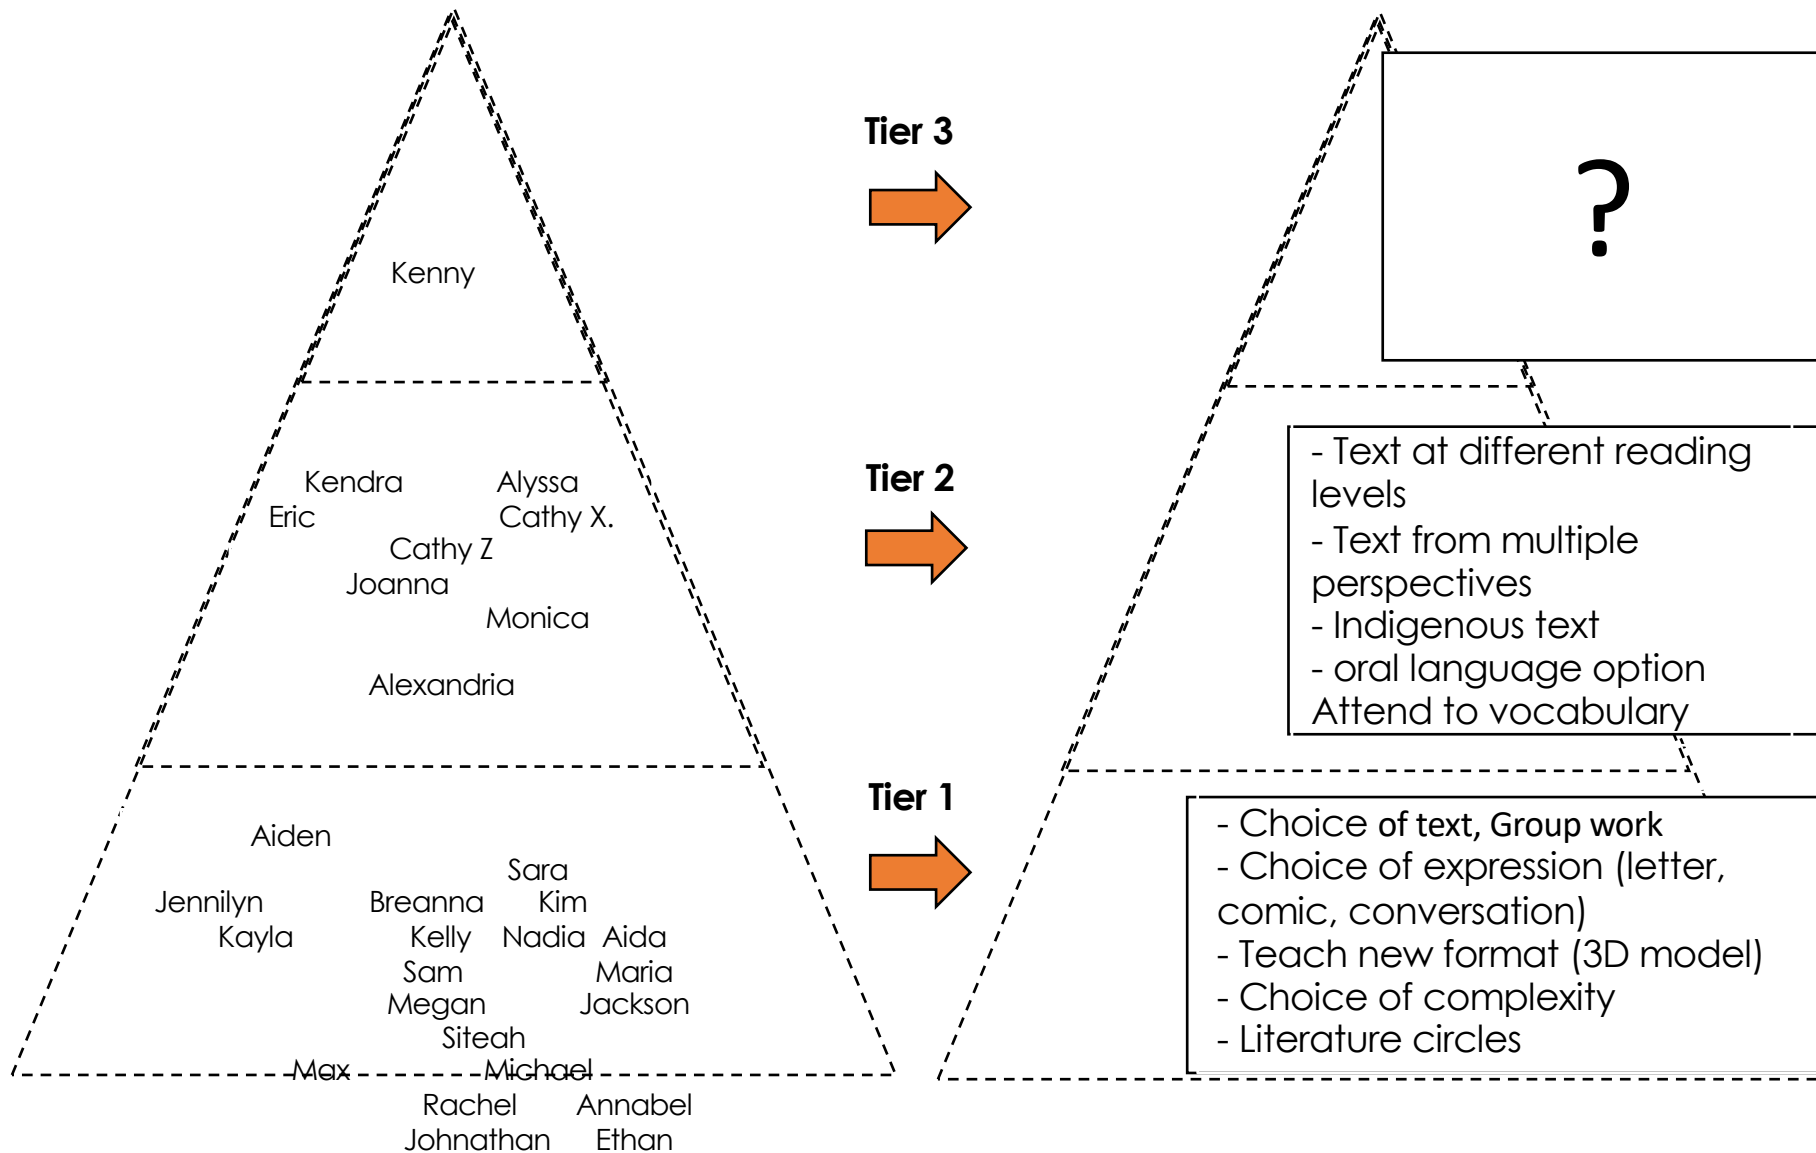 Tier 3
?
Kenny
Tier 2
Kendra Alyssa
Eric Cathy X.
Cathy Z
Joanna
Monica
Alexandria
- Text at different reading
levels
- Text from multiple
perspectives
- Indigenous text
- oral language option
Attend to vocabulary
Tier 1
Aiden
Sara
Jennilyn Breanna Kim
Kayla Kelly Nadia Aida
Sam Maria
Megan Jackson
Siteah
Max Michael
Rachel Annabel
Johnathan Ethan
- Choice of text, Group work
- Choice of expression (letter,
comic, conversation)
- Teach new format (3D model)
- Choice of complexity
- Literature circles